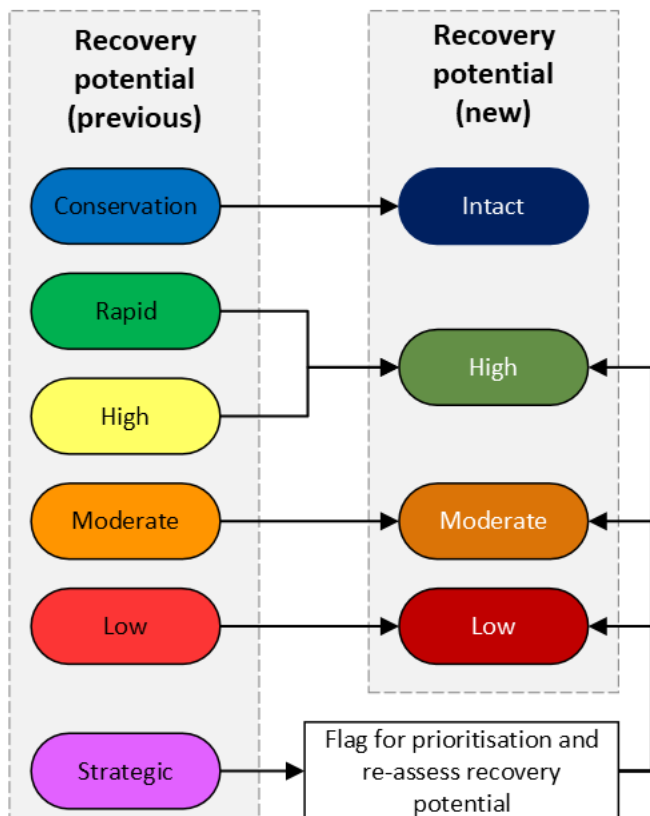 Recovery
potential
(previous)
Recovery
potential
(new)
Conservation
Intact
Rapid
High
High
Moderate
Moderate
Low
Low
Strategic
Flag for prioritisation and
re-assess recovery
potential